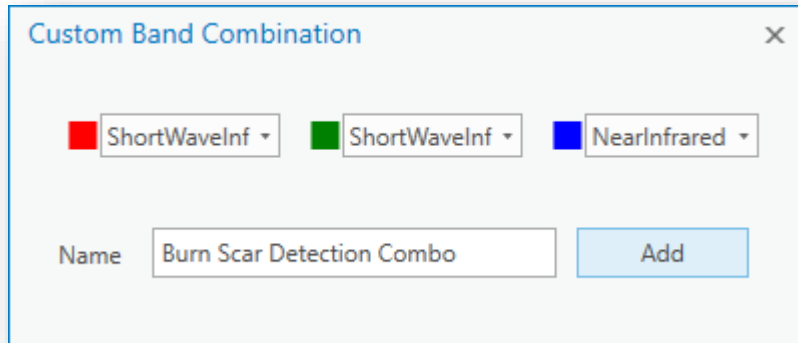 Custom Band Combination
ShortWaveInf ShortWaveInf NearInfrared
Name Burn Scar Detection Combo Add